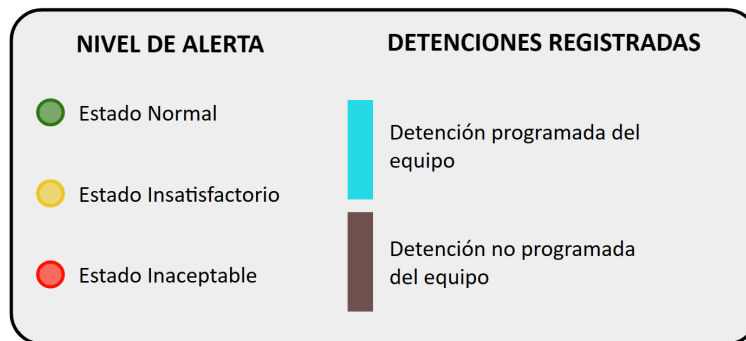 NIVEL DE ALERTA
Estado Normal
Estado Insatisfactorio
Estado Inaceptable
DETENCIONES REGISTRADAS
Detención programada del
equipo
Detención no programada
del equipo